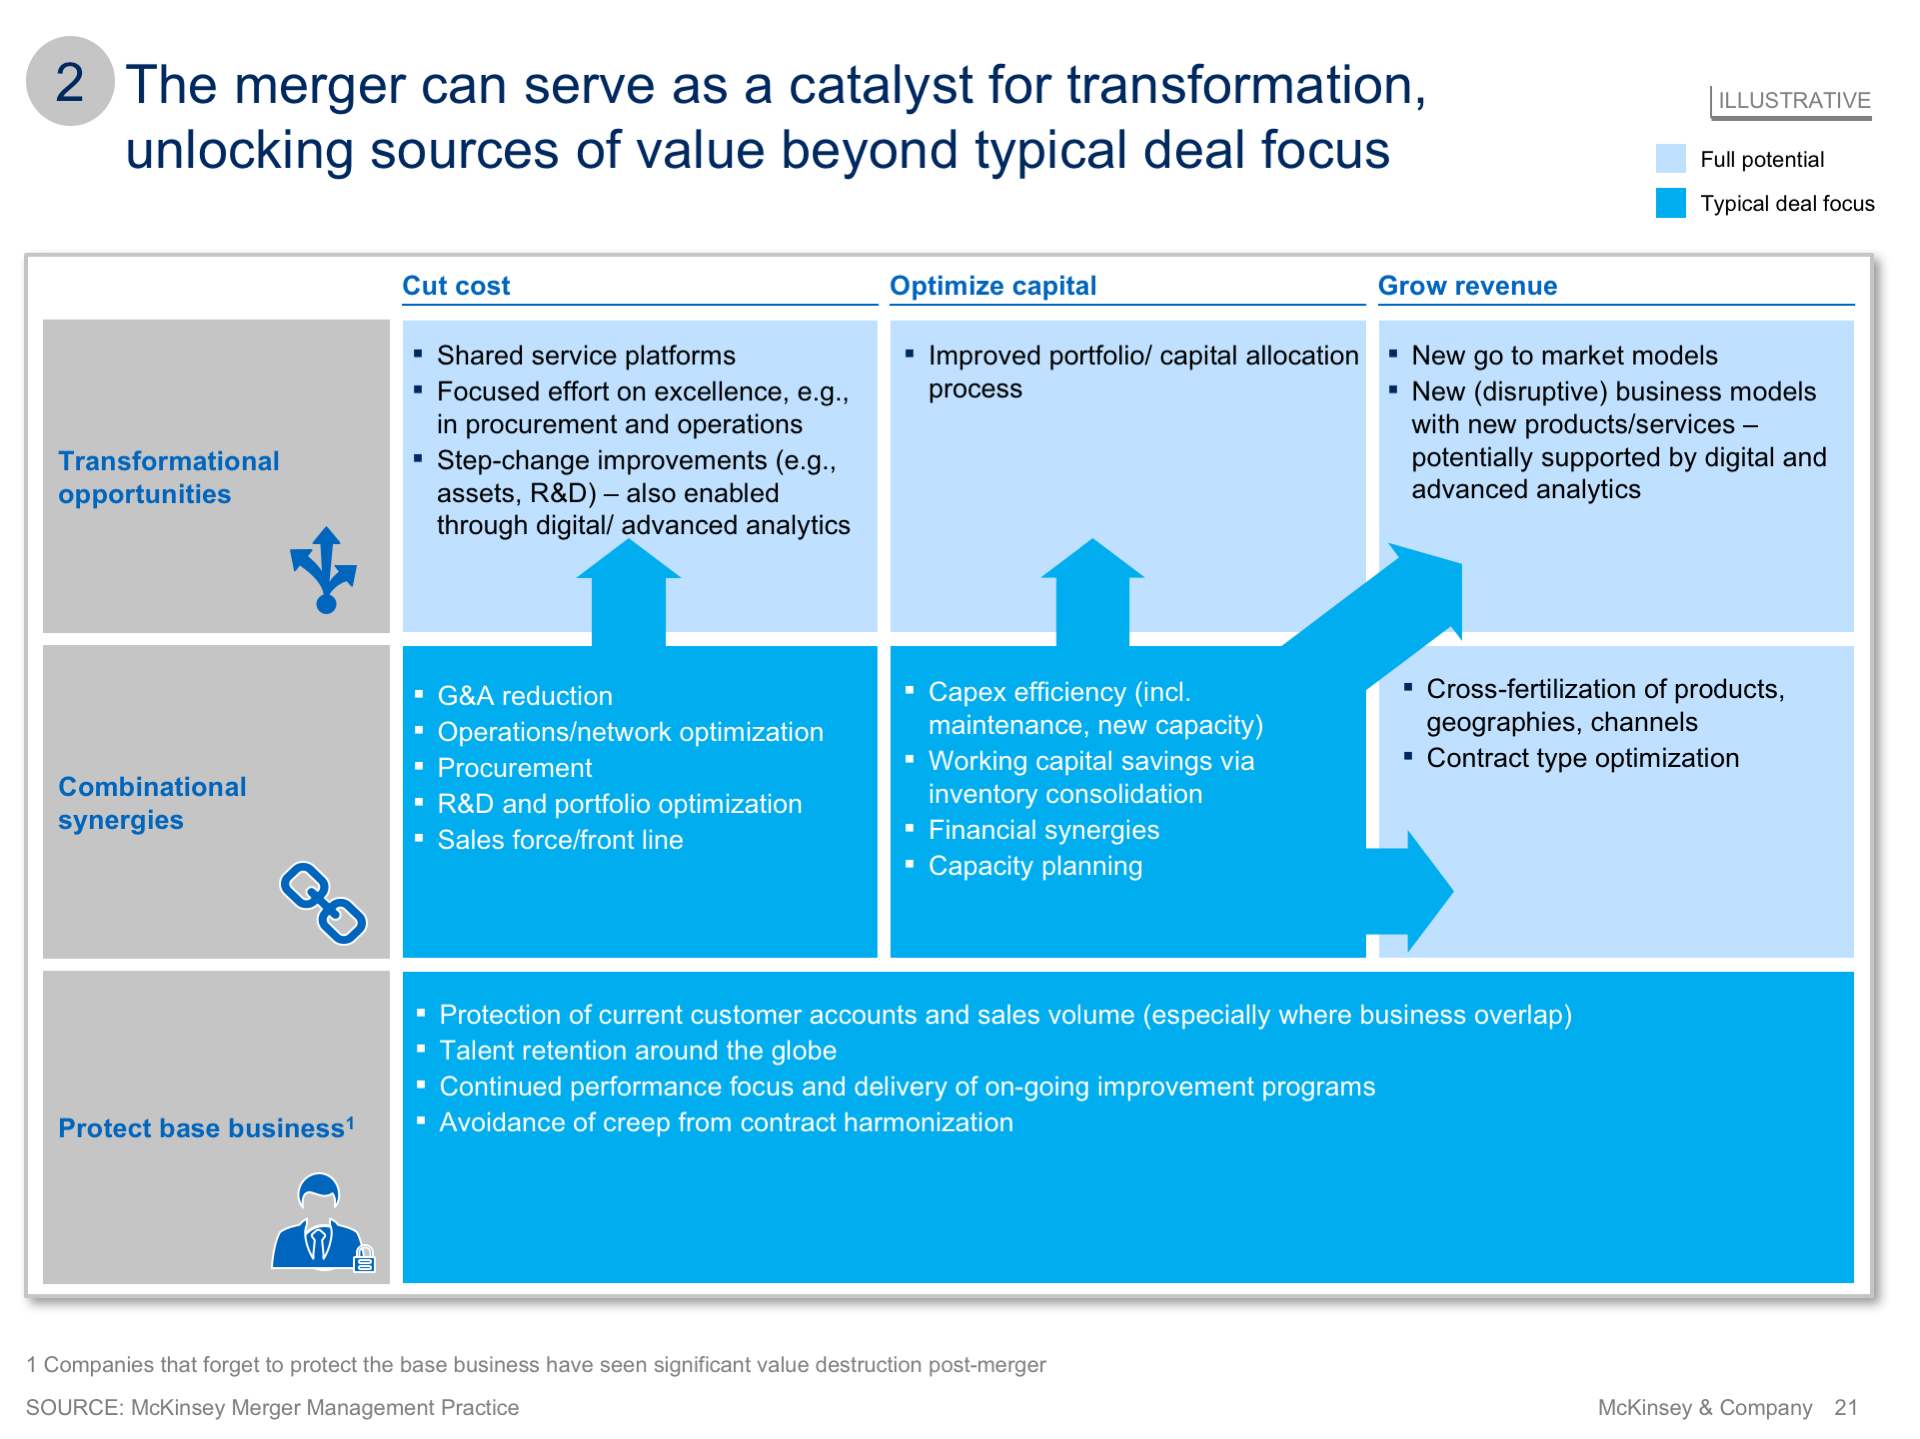 2
The merger can serve as a catalyst for transformation,
unlocking sources of value beyond typical deal focus
ILLUSTRATIVE
Full potential
Typical deal focus
Cut cost
Optimize capital
Grow revenue
Transformational
opportunities
▪ Shared service platforms
▪ Focused effort on excellence, e.g.,
in procurement and operations
▪ Step-change improvements (e.g.,
assets, R&D) – also enabled
through digital/ advanced analytics
▪ Improved portfolio/ capital allocation
process
▪ New go to market models
▪ New (disruptive) business models
with new products/services –
potentially supported by digital and
advanced analytics
Combinational
synergies
▪ G&A reduction
▪ Operations/network optimization
▪ Procurement
▪ R&D and portfolio optimization
▪ Sales force/front line
▪ Capex efficiency (incl.
maintenance, new capacity)
▪ Working capital savings via
inventory consolidation
▪ Financial synergies
▪ Capacity planning
▪ Cross-fertilization of products,
geographies, channels
▪ Contract type optimization
Protect base business¹
▪ Protection of current customer accounts and sales volume (especially where business overlap)
▪ Talent retention around the globe
▪ Continued performance focus and delivery of on-going improvement programs
▪ Avoidance of creep from contract harmonization
1 Companies that forget to protect the base business have seen significant value destruction post-merger
SOURCE: McKinsey Merger Management Practice
McKinsey & Company 21